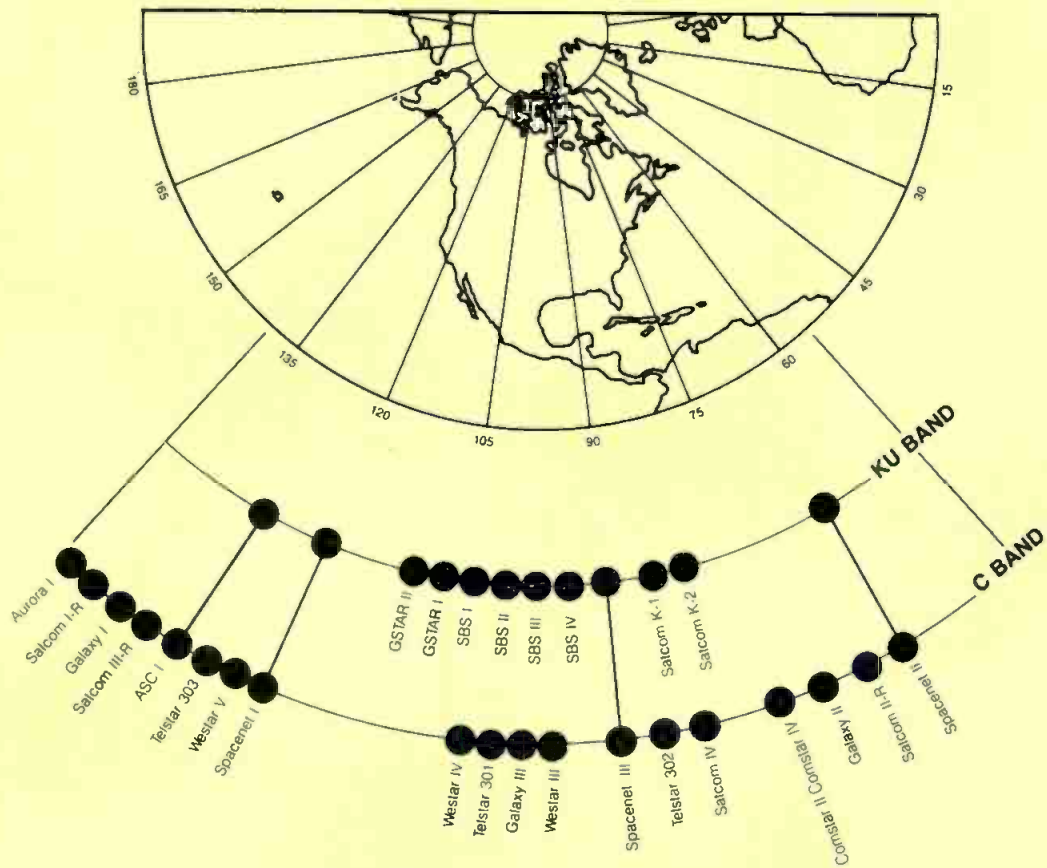 180
165
150
135
120
105
90
75
60
45
30
15
KU BAND
C BAND
GSTAR II
GSTAR I
SBS I
SBS II
SBS III
SBS IV
Satcom K-1
Satcom K-2
Aurora I
Satcom I-R
Galaxy I
Satcom III-R
ASC I
Telstar 303
Westar V
Spacenet I
Westar IV
Telstar 301
Galaxy III
Westar III
Spacenet III
Telstar 302
Satcom IV
Comstar II Comstar IV
Galaxy II
Satcom II-R
Spacenet II